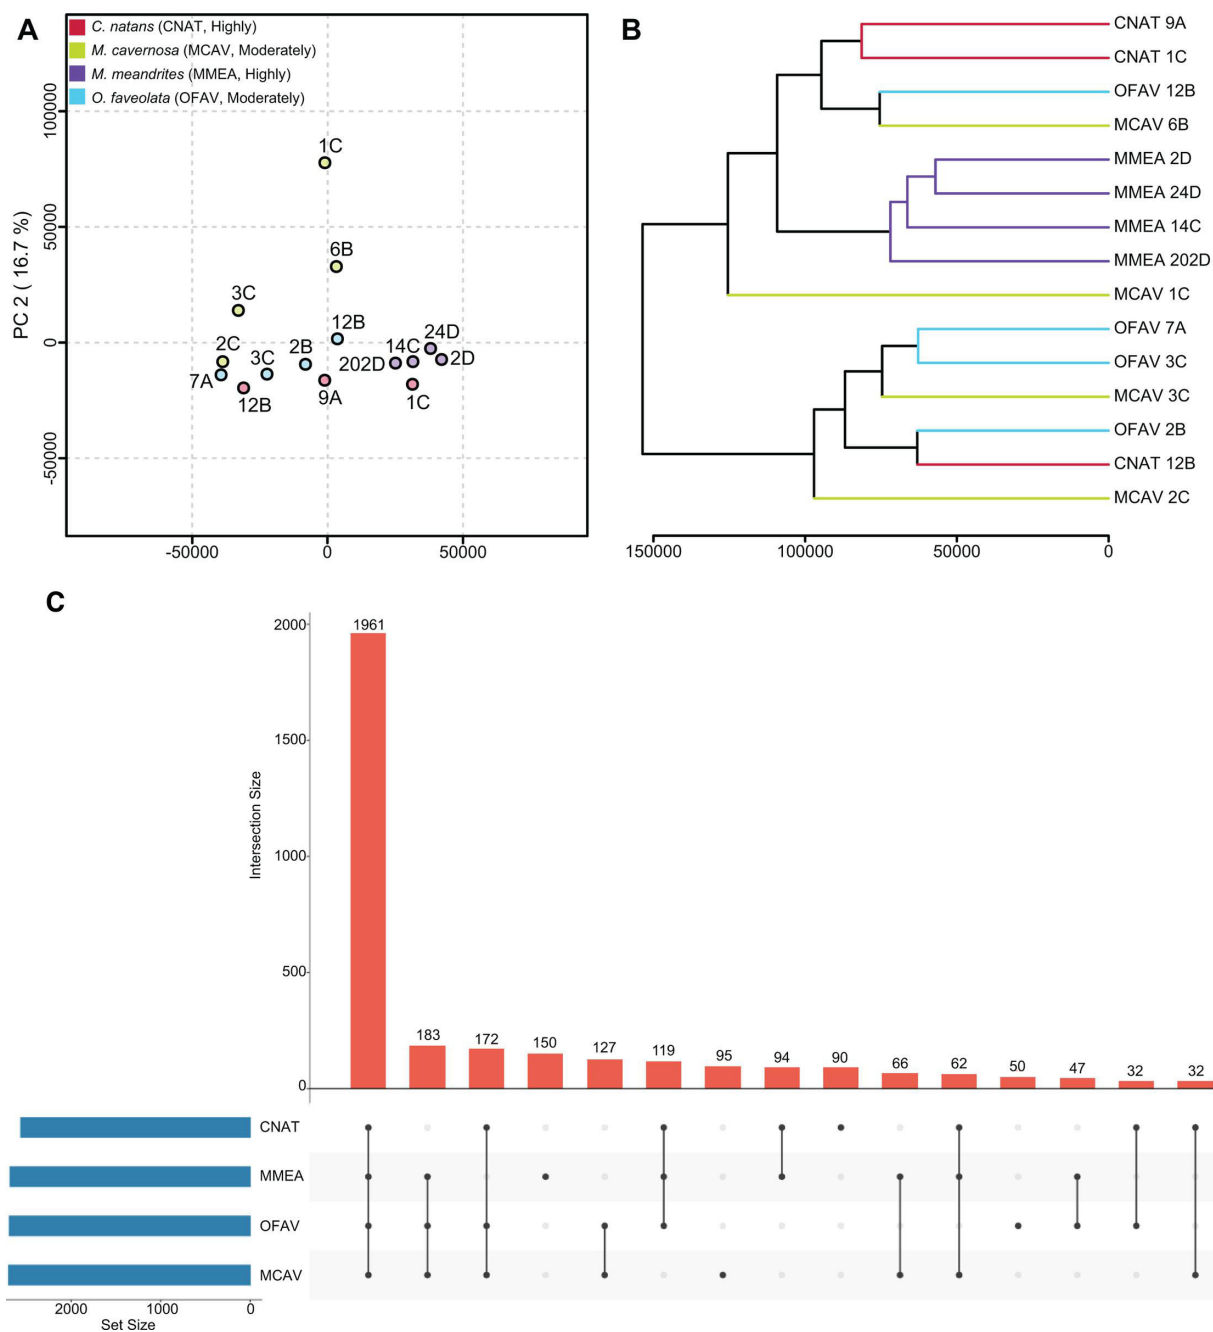 A
C. natans (CNAT, Highly)
M. cavernosa (MCAV, Moderately)
M. meandrites (MMEA, Highly)
O. faveolata (OFAV, Moderately)
PC 2 ( 16.7 %)
100000
50000
0
-50000
1C
6B
3C
12B
24D
2C
3C
2B
14C
202D
2D
7A
12B
9A
1C
-50000
0
50000
B
CNAT 9A
CNAT 1C
OFAV 12B
MCAV 6B
MMEA 2D
MMEA 24D
MMEA 14C
MMEA 202D
MCAV 1C
OFAV 7A
OFAV 3C
MCAV 3C
OFAV 2B
CNAT 12B
MCAV 2C
150000
100000
50000
0
C
Intersection Size
2000
1500
1000
500
0
1961
183
172
150
127
119
95
94
90
66
62
50
47
32
32
CNAT
MMEA
OFAV
MCAV
2000
1000
0
Set Size